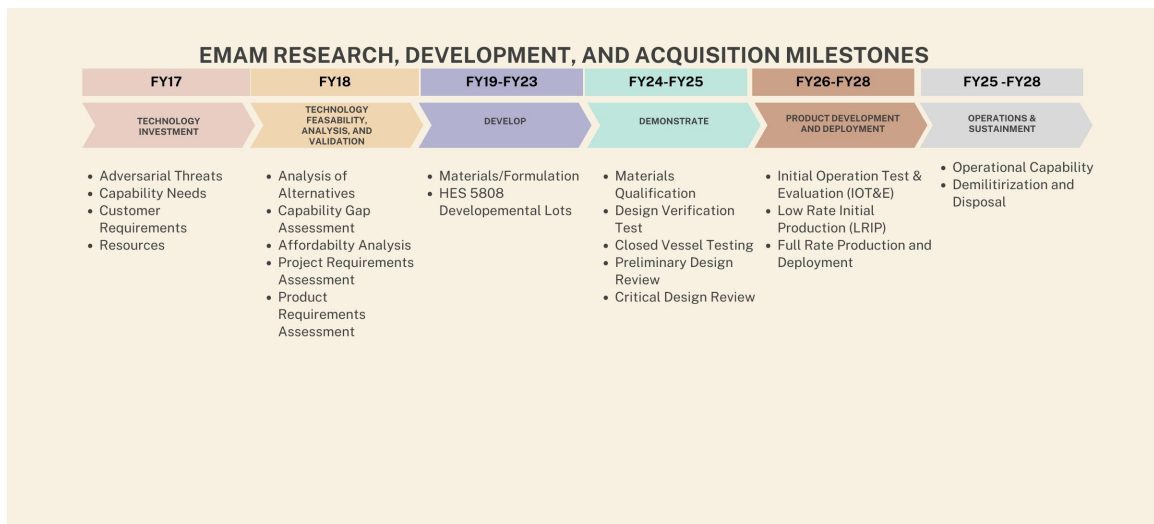 EMAM RESEARCH, DEVELOPMENT, AND ACQUISITION MILESTONES
FY17
FY18
FY19-FY23
FY24-FY25
FY26-FY28
FY25 -FY28
TECHNOLOGY
INVESTMENT
TECHNOLOGY
FEASABILITY,
ANALYSIS, AND
VALIDATION
DEVELOP
DEMONSTRATE
PRODUCT DEVELOPMENT
AND DEPLOYMENT
OPERATIONS &
SUSTAINMENT
• Adversarial Threats
• Capability Needs
• Customer
Requirements
• Resources
• Analysis of
Alternatives
• Capability Gap
Assessment
• Affordabilty Analysis
• Project Requirements
Assessment
• Product
Requirements
Assessment
• Materials/Formulation
• HES 5808
Developemental Lots
• Materials
Qualification
• Design Verification
Test
• Closed Vessel Testing
• Preliminary Design
Review
• Critical Design Review
• Initial Operation Test &
Evaluation (IOT&E)
• Low Rate Initial
Production (LRIP)
• Full Rate Production and
Deployment
• Operational Capability
• Demilitirization and
Disposal